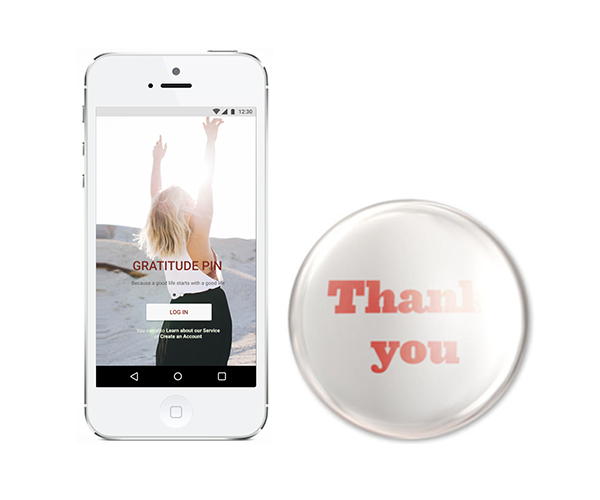 12:30
GRATITUDE PIN
Because a good life starts with a good life
LOG IN
You can also Learn about our Service
or Create an Account
Thank
you